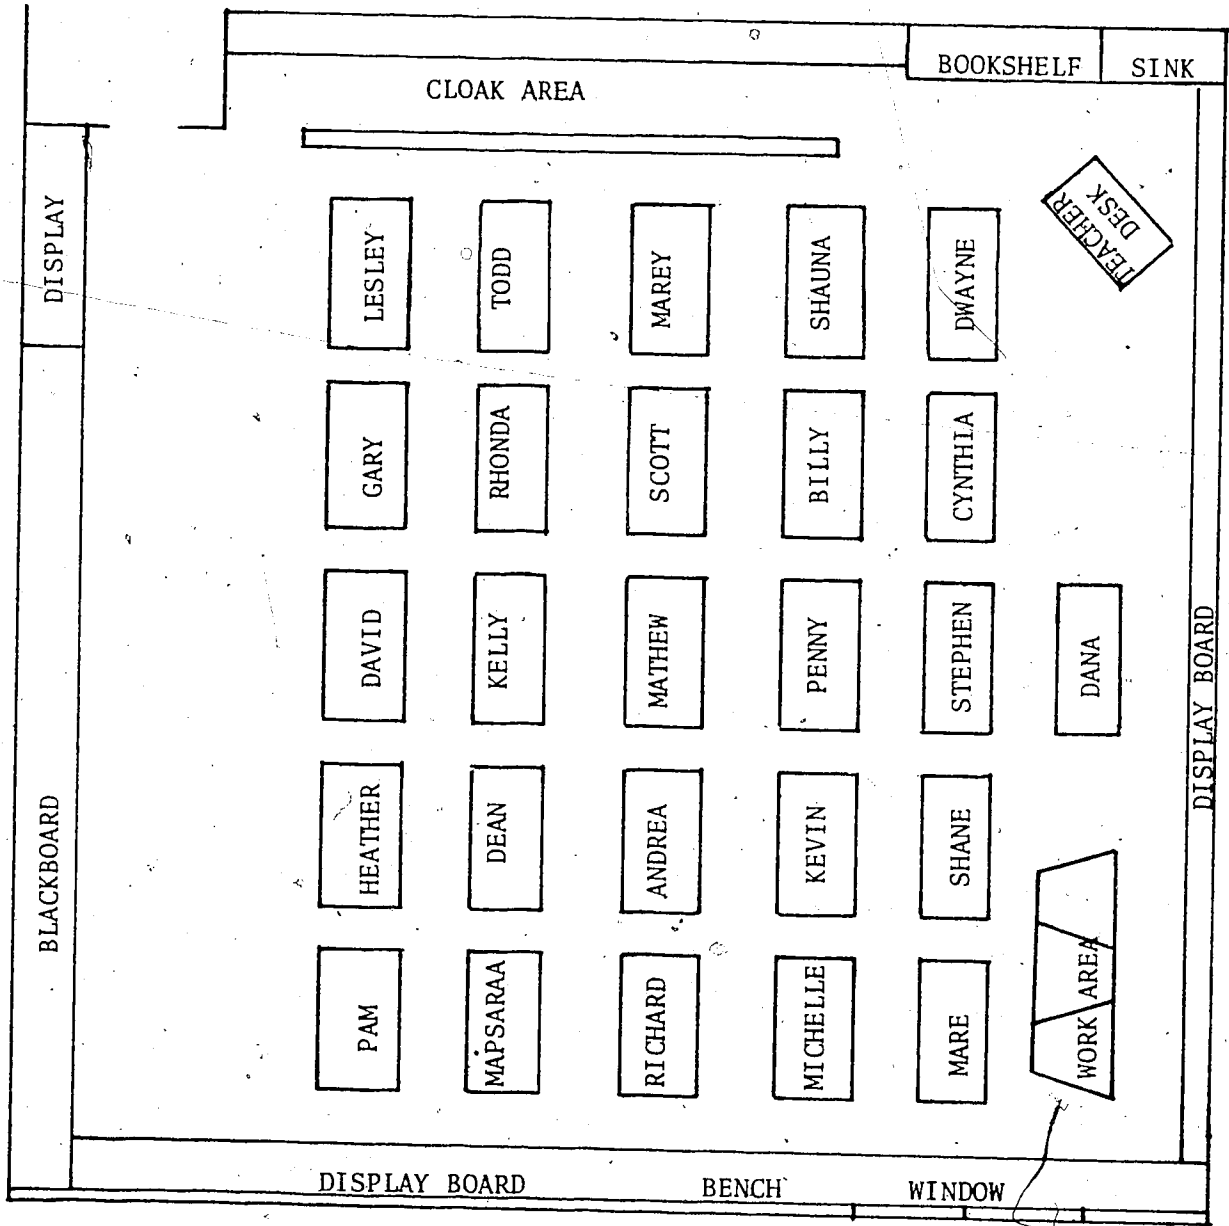 BOOKSHELF
SINK
CLOAK AREA
DISPLAY
TEACHER
DESK
LESLEY
TODD
MAREY
SHAUNA
DWAYNE
GARY
RHONDA
SCOTT
BILLY
CYNTHIA
DAVID
KELLY
MATHEW
PENNY
STEPHEN
DANA
DISPLAY BOARD
BLACKBOARD
HEATHER
DEAN
ANDREA
KEVIN
SHANE
PAM
MAPSARAA
RICHARD
MICHELLE
MARE
WORK AREA
DISPLAY BOARD
BENCH
WINDOW